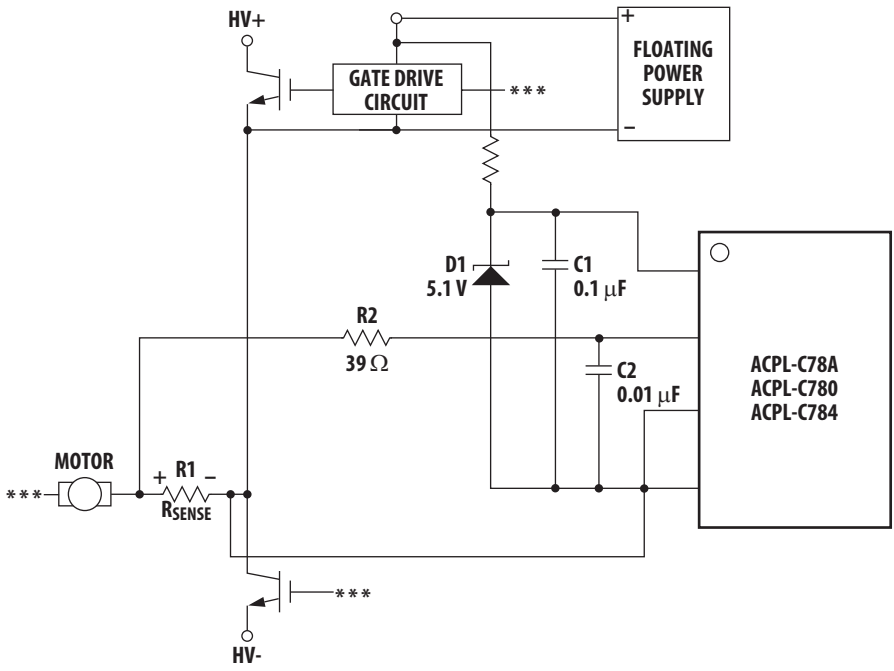 HV+
+
FLOATING
POWER
SUPPLY
−
GATE DRIVE
CIRCUIT
***
D1
5.1 V
C1
0.1 μF
R2
39 Ω
C2
0.01 μF
ACPL-C78A
ACPL-C780
ACPL-C784
MOTOR
***
+ R1 −
RSENSE
***
HV-